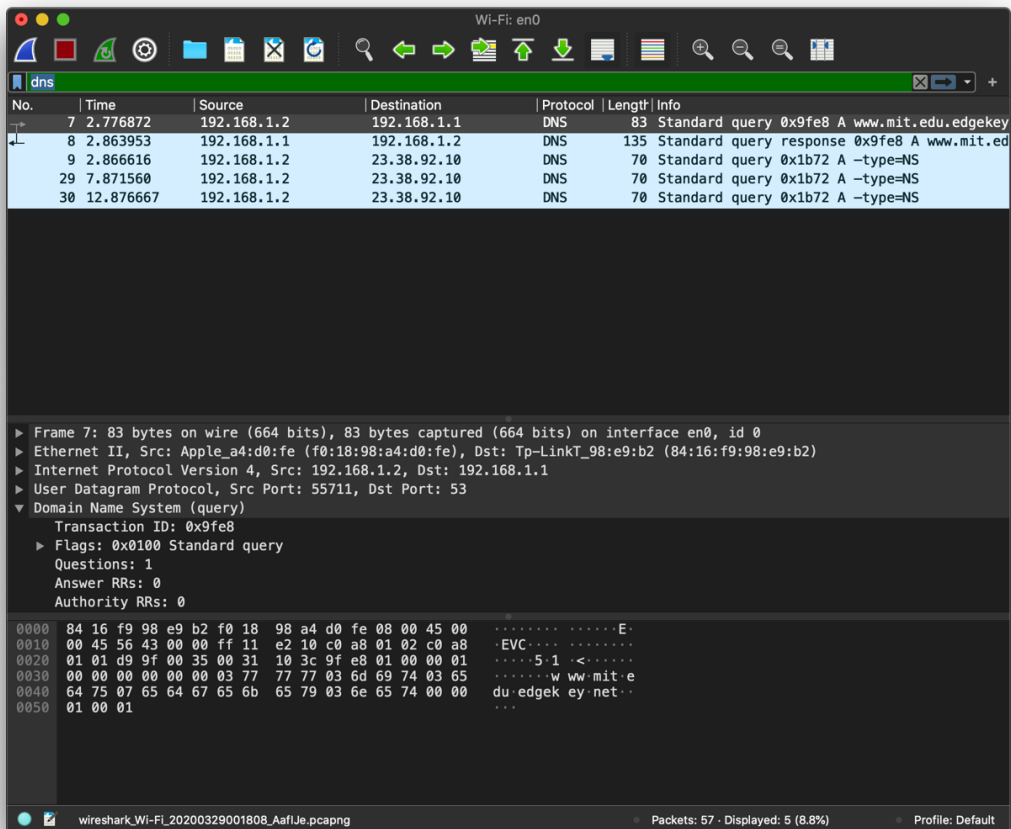 Wi-Fi: en0
dns
No. Time Source Destination Protocol Length Info
7 2.776872 192.168.1.2 192.168.1.1 DNS 83 Standard query 0x9fe8 A www.mit.edu.edgekey
8 2.863953 192.168.1.1 192.168.1.2 DNS 135 Standard query response 0x9fe8 A www.mit.ed
9 2.866616 192.168.1.2 23.38.92.10 DNS 70 Standard query 0x1b72 A -type=NS
29 7.871560 192.168.1.2 23.38.92.10 DNS 70 Standard query 0x1b72 A -type=NS
30 12.876667 192.168.1.2 23.38.92.10 DNS 70 Standard query 0x1b72 A -type=NS
Frame 7: 83 bytes on wire (664 bits), 83 bytes captured (664 bits) on interface en0, id 0
Ethernet II, Src: Apple_a4:d0:fe (f0:18:98:a4:d0:fe), Dst: Tp-LinkT_98:e9:b2 (84:16:f9:98:e9:b2)
Internet Protocol Version 4, Src: 192.168.1.2, Dst: 192.168.1.1
User Datagram Protocol, Src Port: 55711, Dst Port: 53
Domain Name System (query)
Transaction ID: 0x9fe8
Flags: 0x0100 Standard query
Questions: 1
Answer RRs: 0
Authority RRs: 0
0000 84 16 f9 98 e9 b2 f0 18 98 a4 d0 fe 08 00 45 00 ········ ······E·
0010 00 45 56 43 00 00 ff 11 e2 10 c0 a8 01 02 c0 a8 ·EVC···· ········
0020 01 01 d9 9f 00 35 00 31 10 3c 9f e8 01 00 00 01 ·····5·1 ·<······
0030 00 00 00 00 00 00 03 77 77 77 03 6d 69 74 03 65 ·······w ww·mit·e
0040 64 75 07 65 64 67 65 6b 65 79 03 6e 65 74 00 00 du·edgek ey·net··
0050 01 00 01 ···
wireshark_Wi-Fi_20200329001808_AaflJe.pcapng Packets: 57 · Displayed: 5 (8.8%) Profile: Default